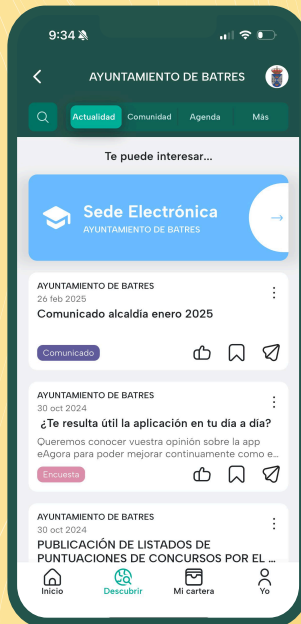 9:34
AYUNTAMIENTO DE BATRES
Actualidad Comunidad Agenda Más
Te puede interesar...
Sede Electrónica
AYUNTAMIENTO DE BATRES
AYUNTAMIENTO DE BATRES
26 feb 2025
Comunicado alcaldía enero 2025
Comunicado
AYUNTAMIENTO DE BATRES
30 oct 2024
¿Te resulta útil la aplicación en tu día a día?
Queremos conocer vuestra opinión sobre la app
eAgora para poder mejorar continuamente como e...
Encuesta
AYUNTAMIENTO DE BATRES
30 oct 2024
PUBLICACIÓN DE LISTADOS DE
PUNTUACIONES DE CONCURSOS POR EL ...
Inicio Descubrir Mi cartera Yo